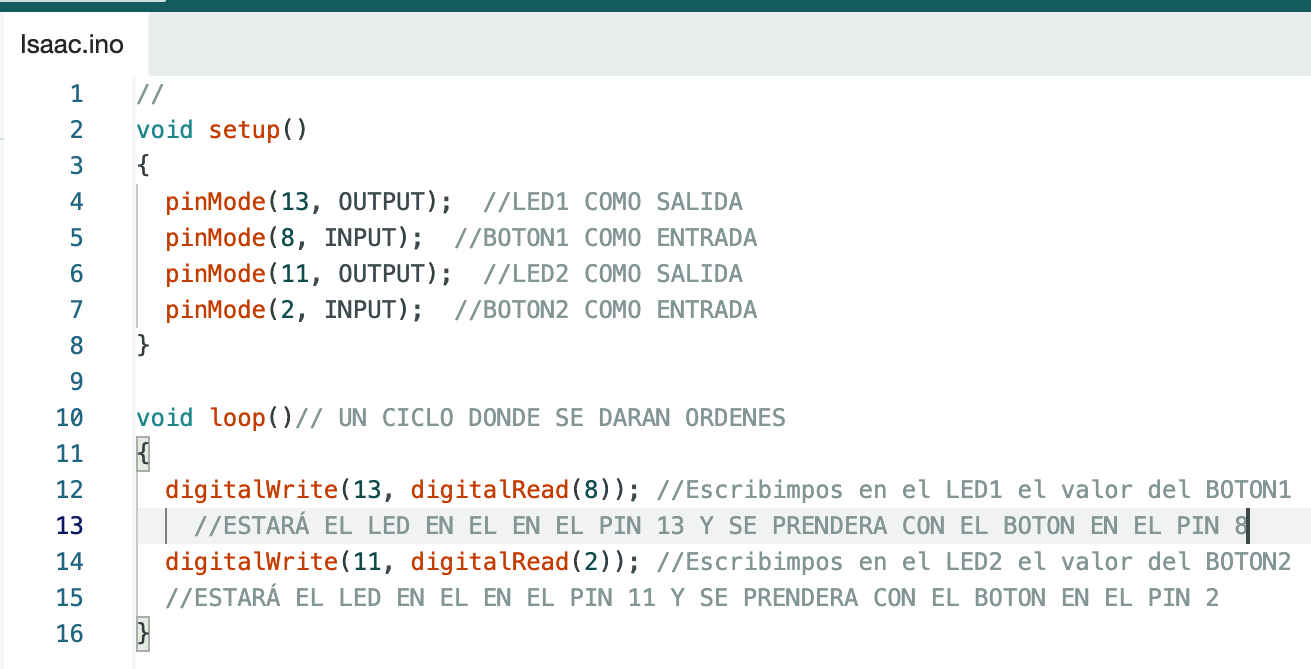 Isaac.ino
1 //
2 void setup()
3 {
4 pinMode(13, OUTPUT); //LED1 COMO SALIDA
5 pinMode(8, INPUT); //BOTON1 COMO ENTRADA
6 pinMode(11, OUTPUT); //LED2 COMO SALIDA
7 pinMode(2, INPUT); //BOTON2 COMO ENTRADA
8 }
9
10 void loop()// UN CICLO DONDE SE DARAN ORDENES
11 {
12 digitalWrite(13, digitalRead(8)); //Escribimpos en el LED1 el valor del BOTON1
13 //ESTARÁ EL LED EN EL EN EL PIN 13 Y SE PRENDERA CON EL BOTON EN EL PIN 8
14 digitalWrite(11, digitalRead(2)); //Escribimpos en el LED2 el valor del BOTON2
15 //ESTARÁ EL LED EN EL EN EL PIN 11 Y SE PRENDERA CON EL BOTON EN EL PIN 2
16 }